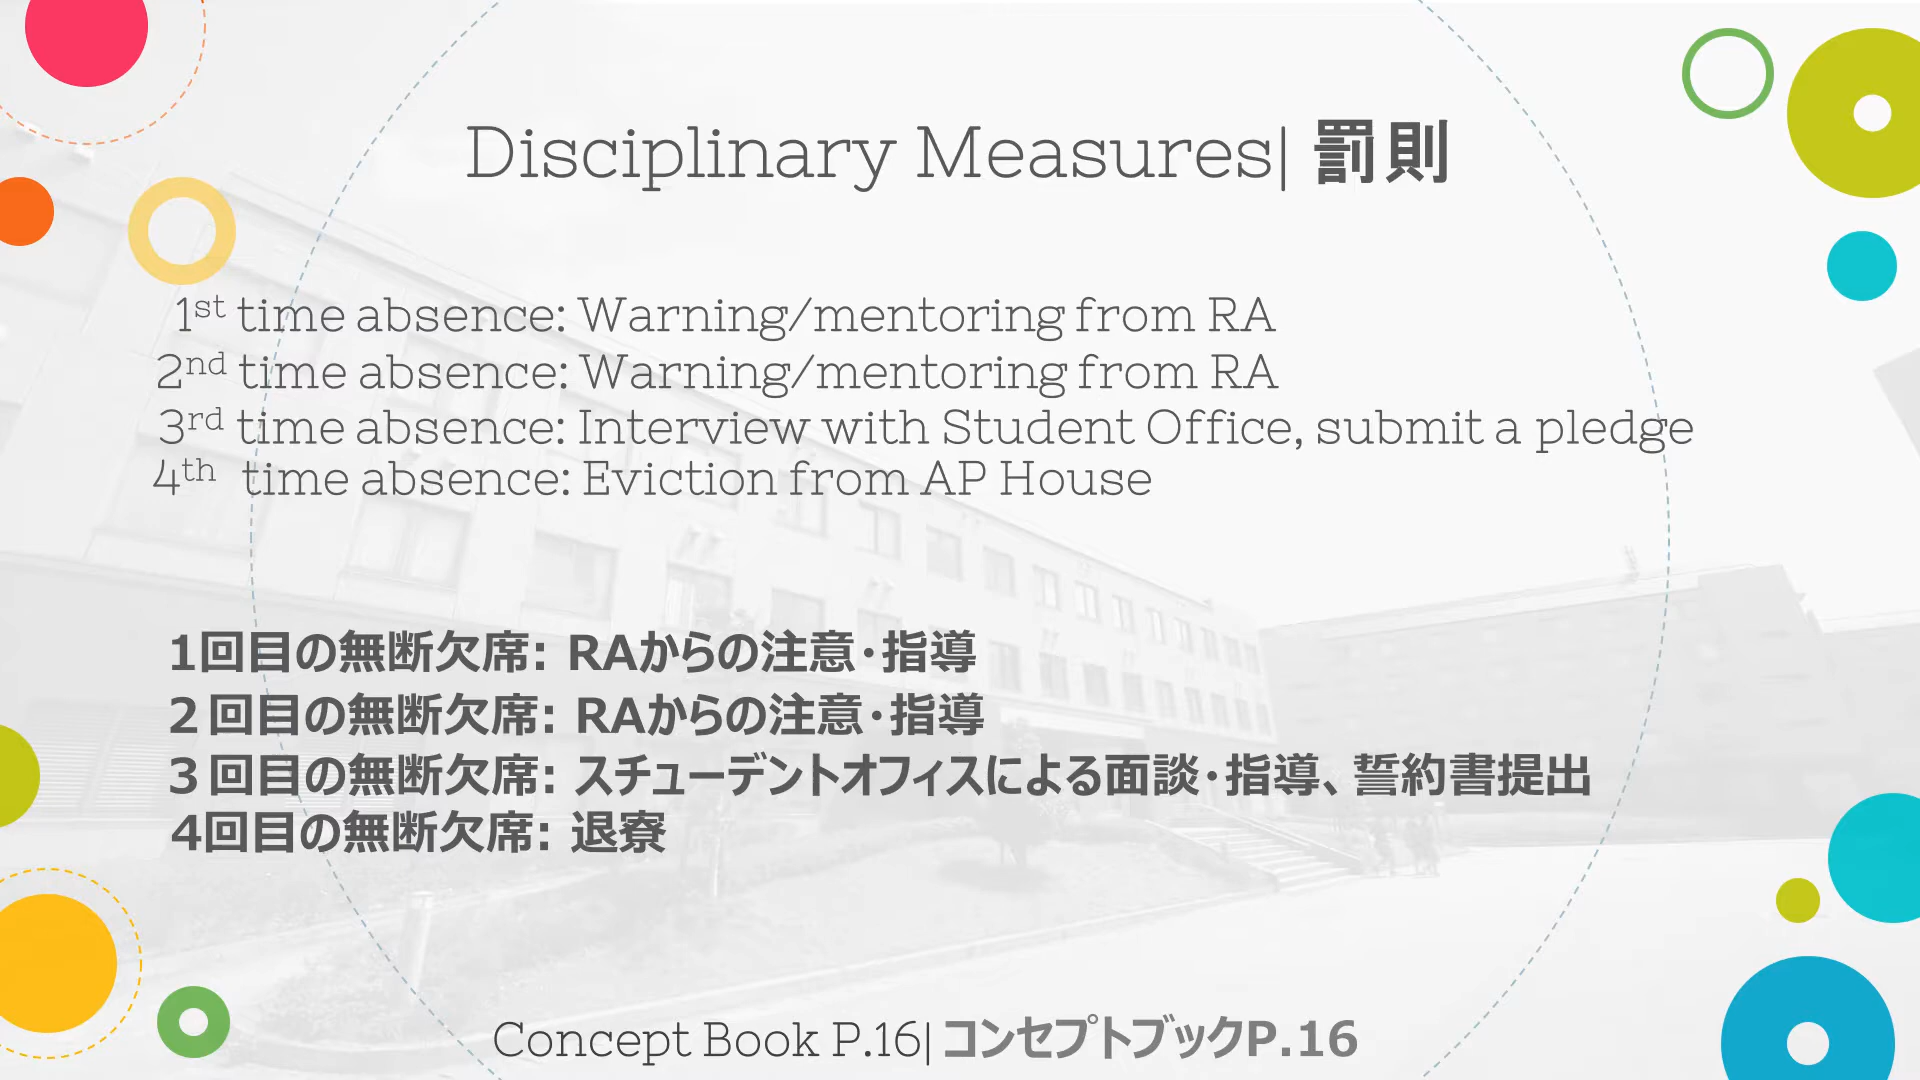 Disciplinary Measures| 罰則
1st time absence: Warning/mentoring from RA
2nd time absence: Warning/mentoring from RA
3rd time absence: Interview with Student Office, submit a pledge
4th time absence: Eviction from AP House
1回目の無断欠席: RAからの注意・指導
２回目の無断欠席: RAからの注意・指導
３回目の無断欠席: スチューデントオフィスによる面談・指導、誓約書提出
4回目の無断欠席: 退寮
Concept Book P.16| コンセプトブックP.16